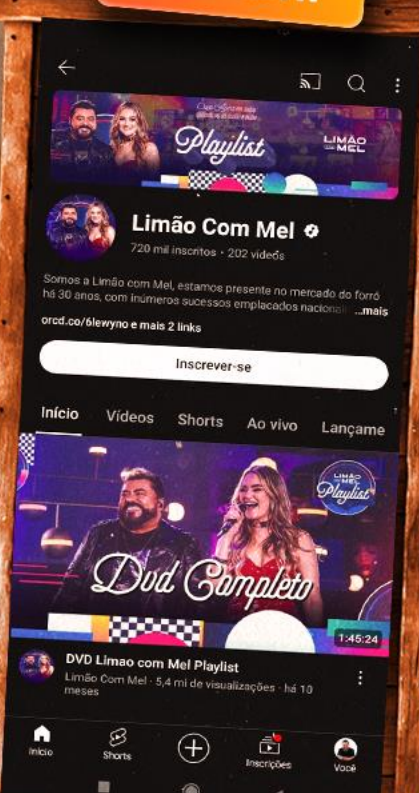 Playlist
LIMÃO
COM
MEL
Limão Com Mel
720 mil inscritos • 202 vídeos
Somos a Limão com Mel, estamos presente no mercado do forró
há 30 anos, com inúmeros sucessos emplacados nacional ...mais
orcd.co/6lewyno e mais 2 links
Inscrever-se
Início Vídeos Shorts Ao vivo Lançame
LIMÃO
MEL
Playlist
Dvd Completo
1:45:24
DVD Limao com Mel Playlist
Limão Com Mel · 5,4 mi de visualizações · há 10
meses
Início Shorts Inscrições Você